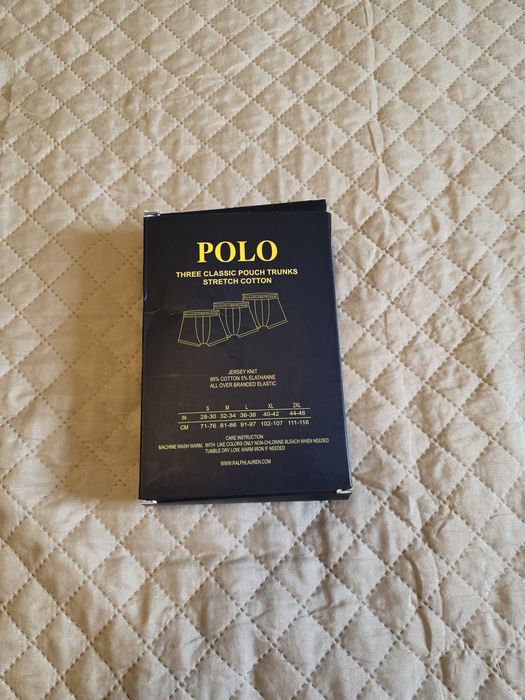 POLO
THREE CLASSIC POUCH TRUNKS
STRETCH COTTON
JERSEY KNIT
95% COTTON 5% ELATHANNE
ALL OVER BRANDED ELASTIC
S M L XL 2XL
IN 28-30 32-34 36-38 40-42 44-46
CM 71-76 81-86 91-97 102-107 111-116
CARE INSTRUCTION
MACHINE WASH WARM, WITH LIKE COLORS ONLY NON-CHLORINE BLEACH WHEN NEEDED.
TUMBLE DRY LOW, WARM IRON IF NEEDED
WWW.RALPHLAUREN.COM